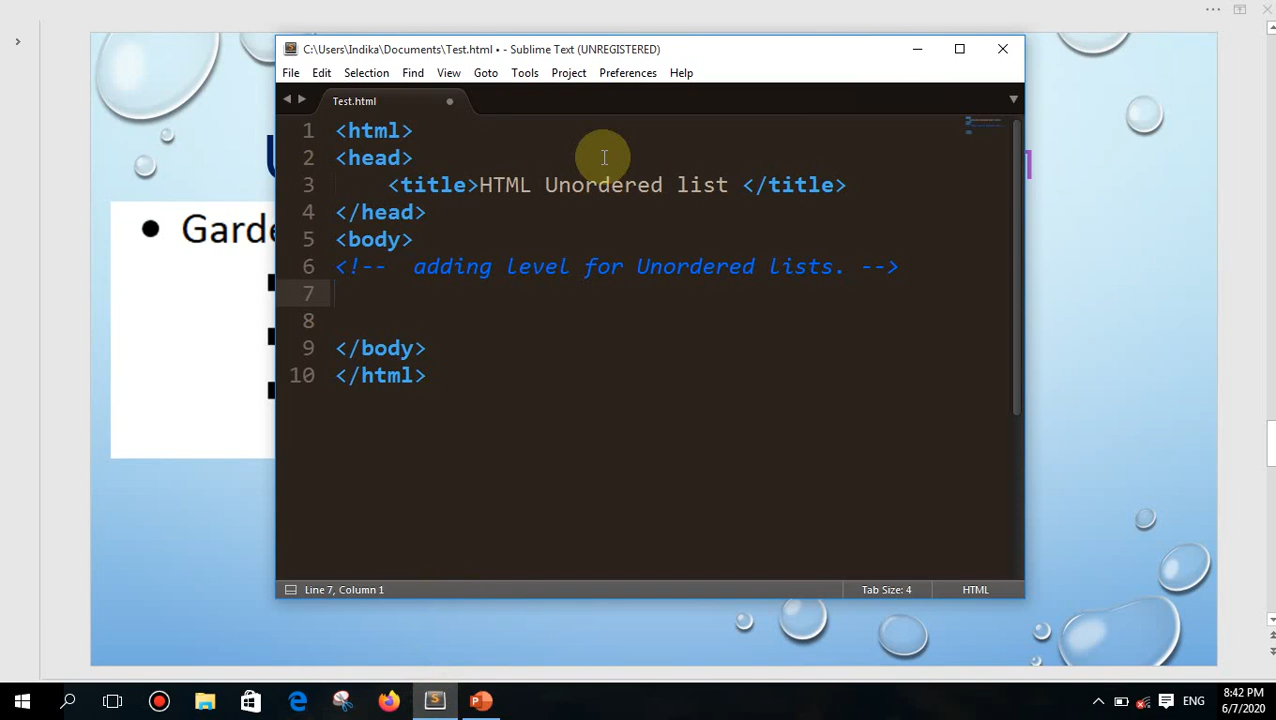 C:\Users\Indika\Documents\Test.html • - Sublime Text (UNREGISTERED)
File Edit Selection Find View Goto Tools Project Preferences Help
Test.html
1 <html>
2 <head>
3 <title>HTML Unordered list </title>
4 </head>
5 <body>
6 <!-- adding level for Unordered lists. -->
7
8
9 </body>
10 </html>
• Garde
Line 7, Column 1 Tab Size: 4 HTML
ENG
8:42 PM
6/7/2020